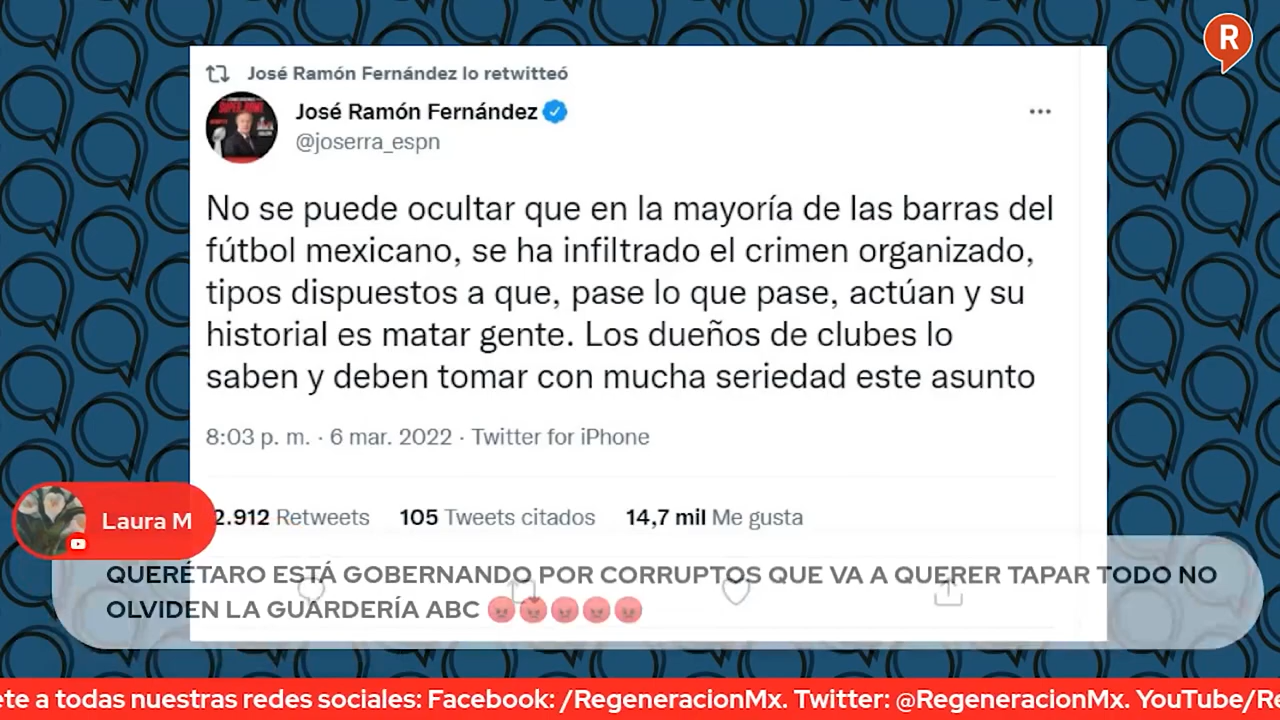 R
José Ramón Fernández lo retwitteó
José Ramón Fernández
@joserra_espn
No se puede ocultar que en la mayoría de las barras del
fútbol mexicano, se ha infiltrado el crimen organizado,
tipos dispuestos a que, pase lo que pase, actúan y su
historial es matar gente. Los dueños de clubes lo
saben y deben tomar con mucha seriedad este asunto
8:03 p. m. · 6 mar. 2022 · Twitter for iPhone
2.912 Retweets 105 Tweets citados 14,7 mil Me gusta
Laura M
QUERÉTARO ESTÁ GOBERNANDO POR CORRUPTOS QUE VA A QUERER TAPAR TODO NO
OLVIDEN LA GUARDERÍA ABC 😡😡😡😡😡
ete a todas nuestras redes sociales: Facebook: /RegeneracionMx. Twitter: @RegeneracionMx. YouTube/Re